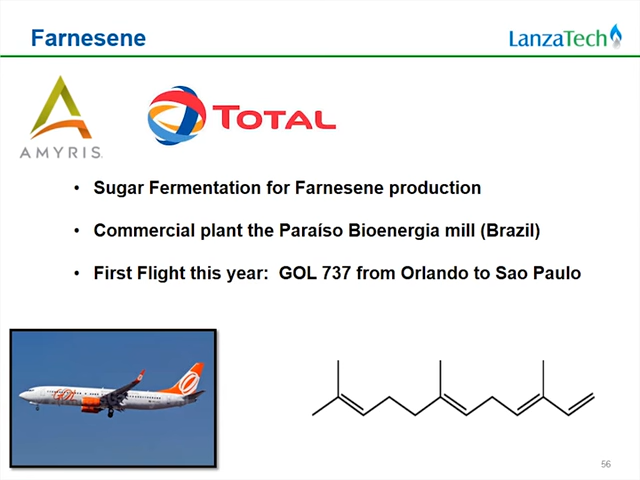 Farnesene
LanzaTech
AMYRIS
TOTAL
• Sugar Fermentation for Farnesene production
• Commercial plant the Paraíso Bioenergia mill (Brazil)
• First Flight this year: GOL 737 from Orlando to Sao Paulo
GOL
56